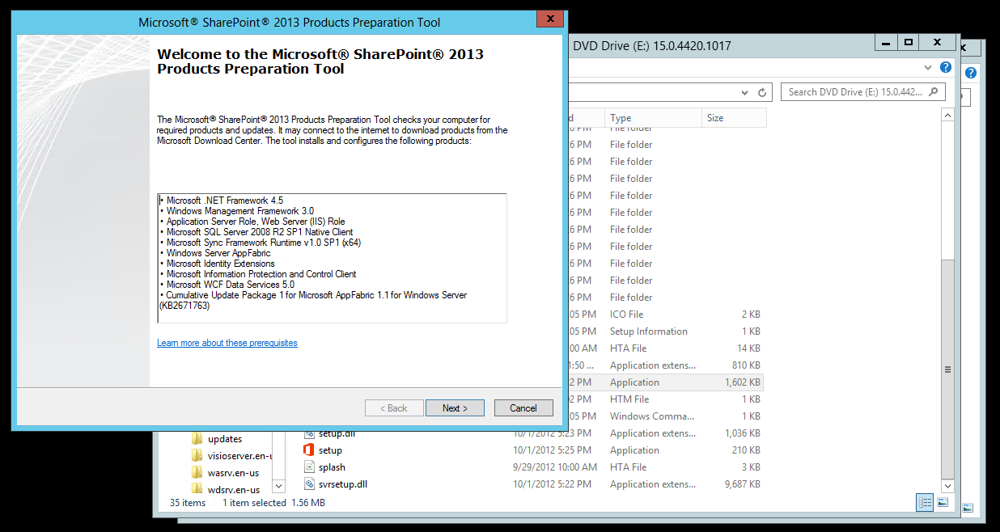 Microsoft® SharePoint® 2013 Products Preparation Tool
Welcome to the Microsoft® SharePoint® 2013
Products Preparation Tool
The Microsoft® SharePoint® 2013 Products Preparation Tool checks your computer for
required products and updates. It may connect to the internet to download products from the
Microsoft Download Center. The tool installs and configures the following products:
• Microsoft .NET Framework 4.5
• Windows Management Framework 3.0
• Application Server Role, Web Server (IIS) Role
• Microsoft SQL Server 2008 R2 SP1 Native Client
• Microsoft Sync Framework Runtime v1.0 SP1 (x64)
• Windows Server AppFabric
• Microsoft Identity Extensions
• Microsoft Information Protection and Control Client
• Microsoft WCF Data Services 5.0
• Cumulative Update Package 1 for Microsoft AppFabric 1.1 for Windows Server
(KB2671763)
Learn more about these prerequisites
< Back Next > Cancel
DVD Drive (E:) 15.0.4420.1017
Search DVD Drive (E:) 15.0.442...
d Type Size
6 PM File folder
6 PM File folder
6 PM File folder
6 PM File folder
6 PM File folder
6 PM File folder
6 PM File folder
6 PM File folder
6 PM File folder
6 PM File folder
6 PM File folder
05 PM ICO File 2 KB
05 PM Setup Information 1 KB
00 AM HTA File 14 KB
1:50 ... Application extens... 810 KB
2 PM Application 1,602 KB
02 PM HTM File 1 KB
05 PM Windows Comma... 1 KB
setup.dll 10/1/2012 5:23 PM Application extens... 1,036 KB
setup 10/1/2012 5:25 PM Application 210 KB
splash 9/29/2012 10:00 AM HTA File 3 KB
svrsetup.dll 10/1/2012 5:22 PM Application extens... 9,687 KB
updates
visioserver.en-u
wasrv.en-us
wdsrv.en-us
35 items 1 item selected 1.56 MB